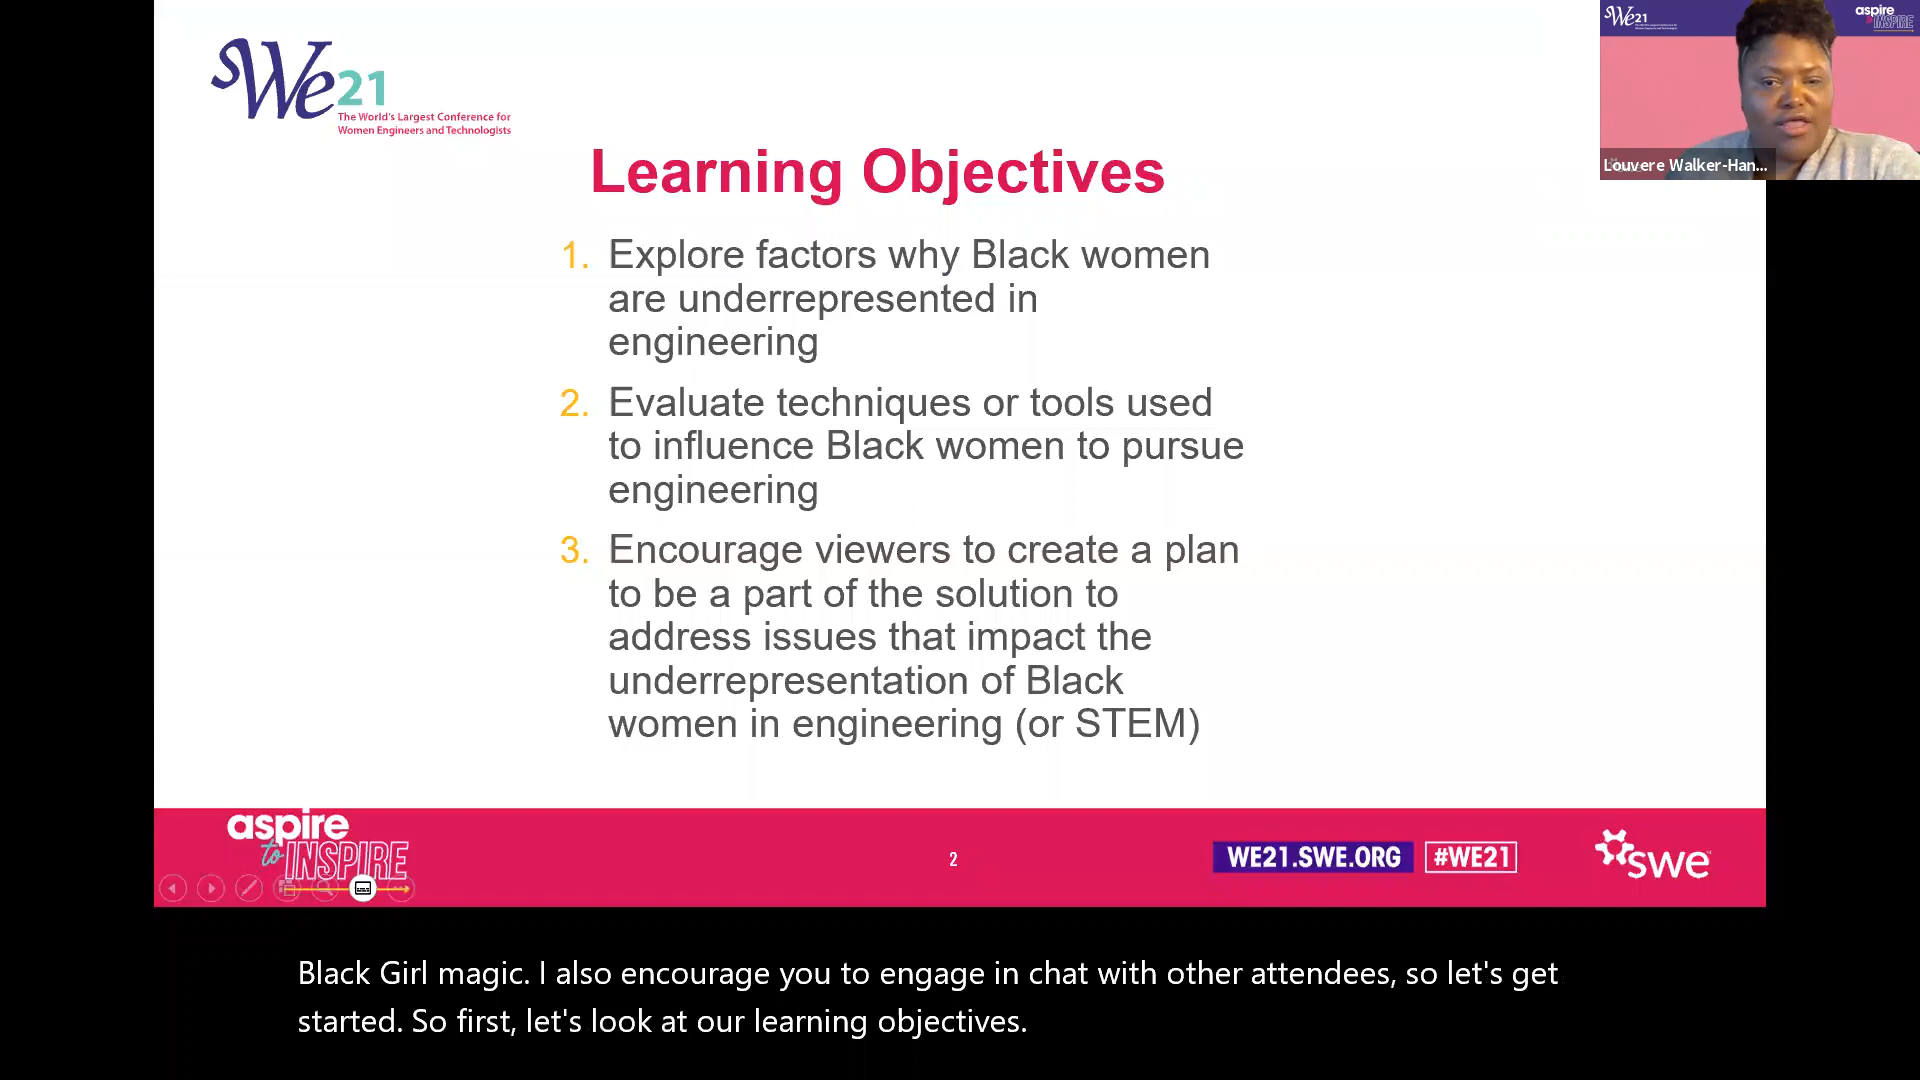 SWe21
The World's Largest Conference for
Women Engineers and Technologists
We21
aspire
INSPIRE
Louvere Walker-Han...
Learning Objectives
1. Explore factors why Black women
are underrepresented in
engineering
2. Evaluate techniques or tools used
to influence Black women to pursue
engineering
3. Encourage viewers to create a plan
to be a part of the solution to
address issues that impact the
underrepresentation of Black
women in engineering (or STEM)
aspire
to INSPIRE
2
WE21.SWE.ORG
#WE21
swe
Black Girl magic. I also encourage you to engage in chat with other attendees, so let's get
started. So first, let's look at our learning objectives.